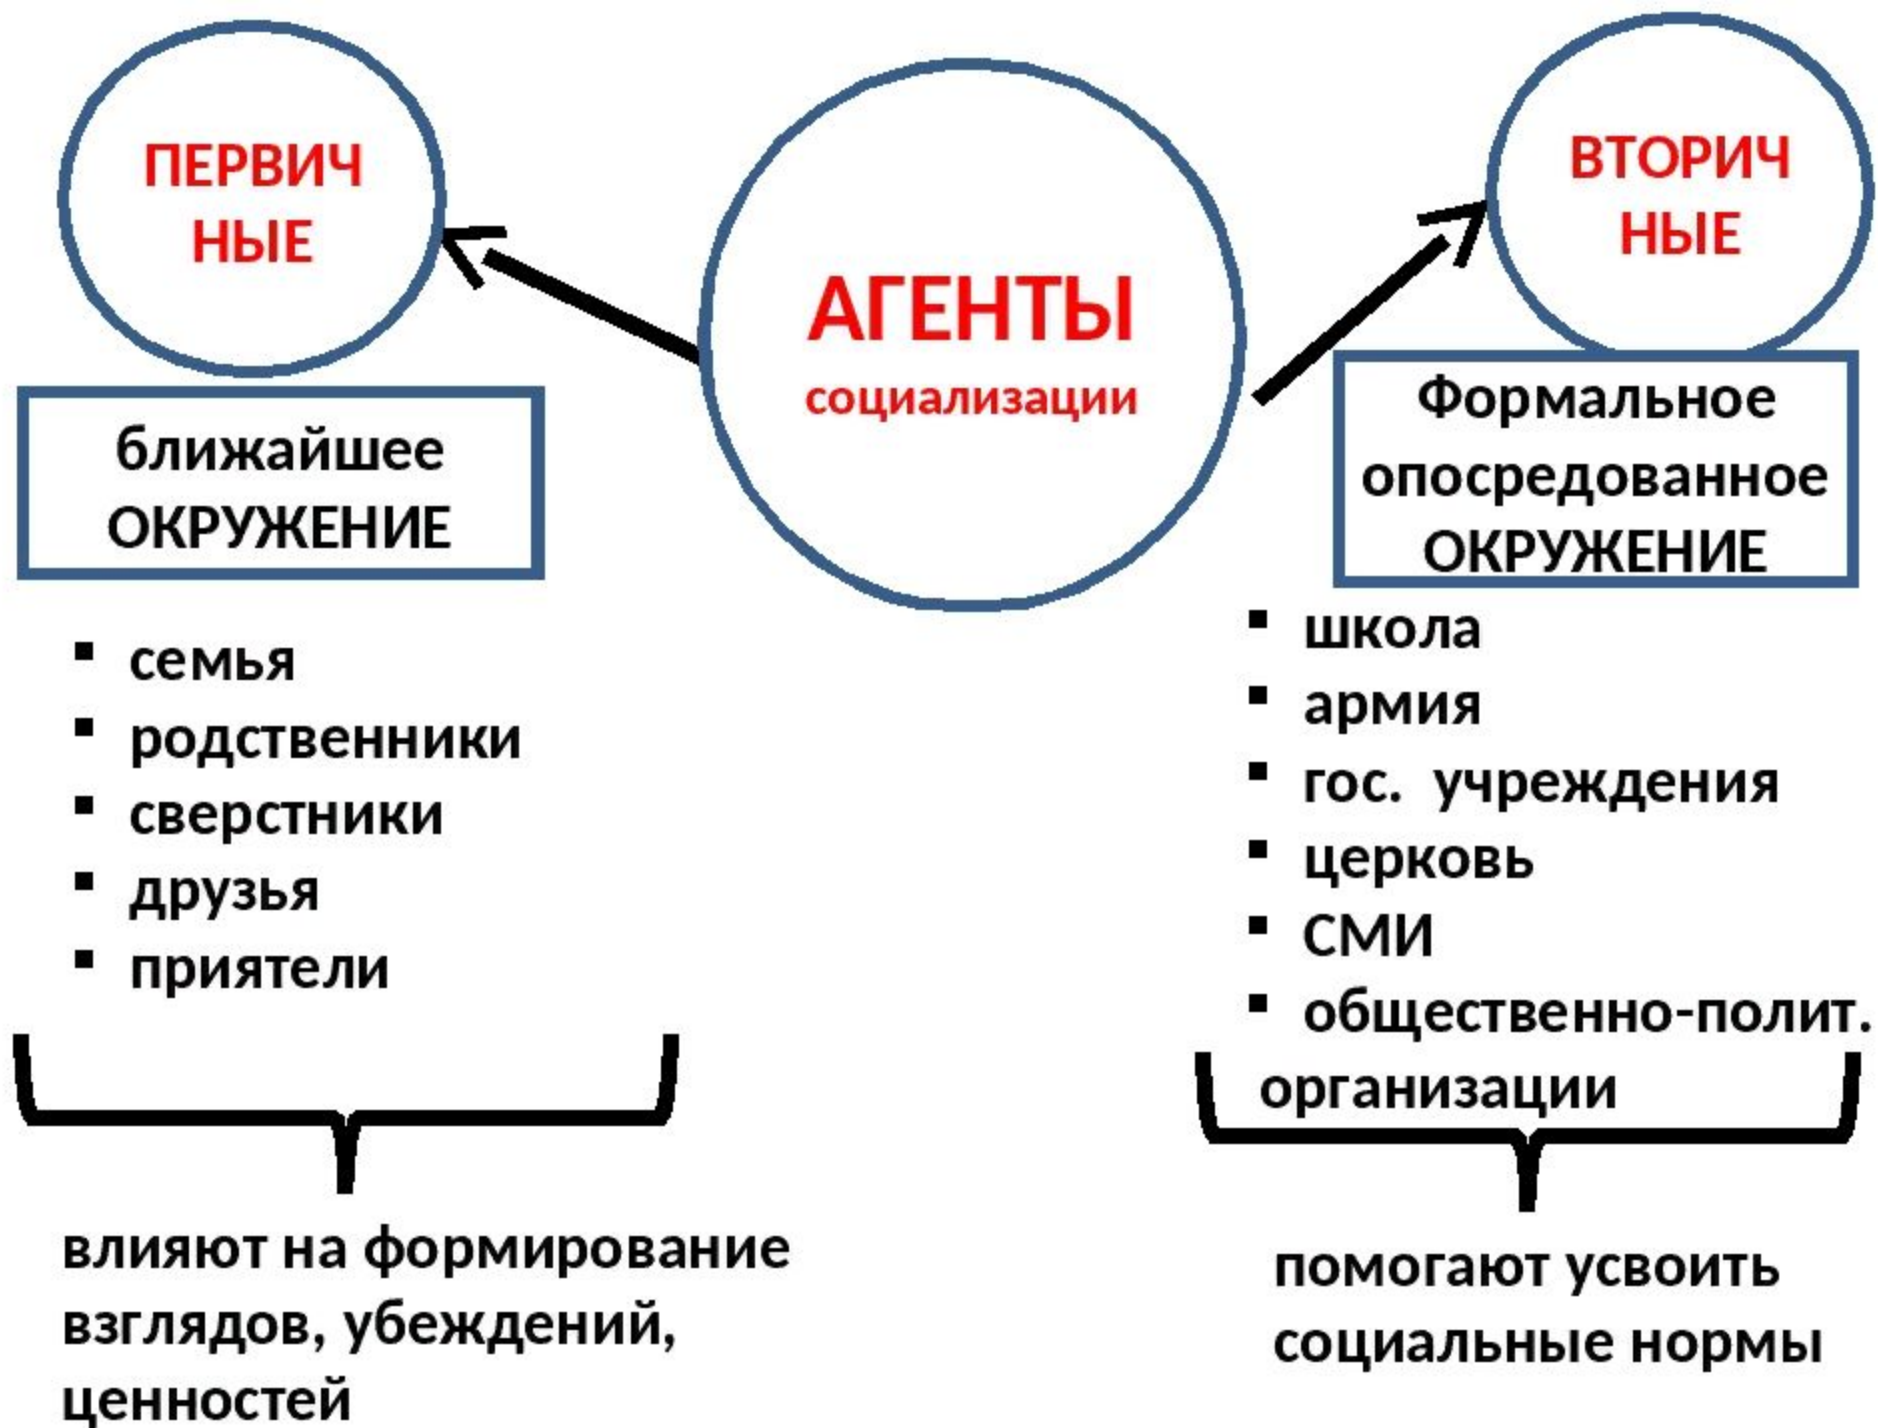 ПЕРВИЧ
НЫЕ
ближайшее
ОКРУЖЕНИЕ
семья
родственники
сверстники
друзья
приятели
влияют на формирование
взглядов, убеждений,
ценностей
АГЕНТЫ
социализации
ВТОРИЧ
НЫЕ
Формальное
опосредованное
ОКРУЖЕНИЕ
школа
армия
гос. учреждения
церковь
СМИ
общественно-полит.
организации
помогают усвоить
социальные нормы